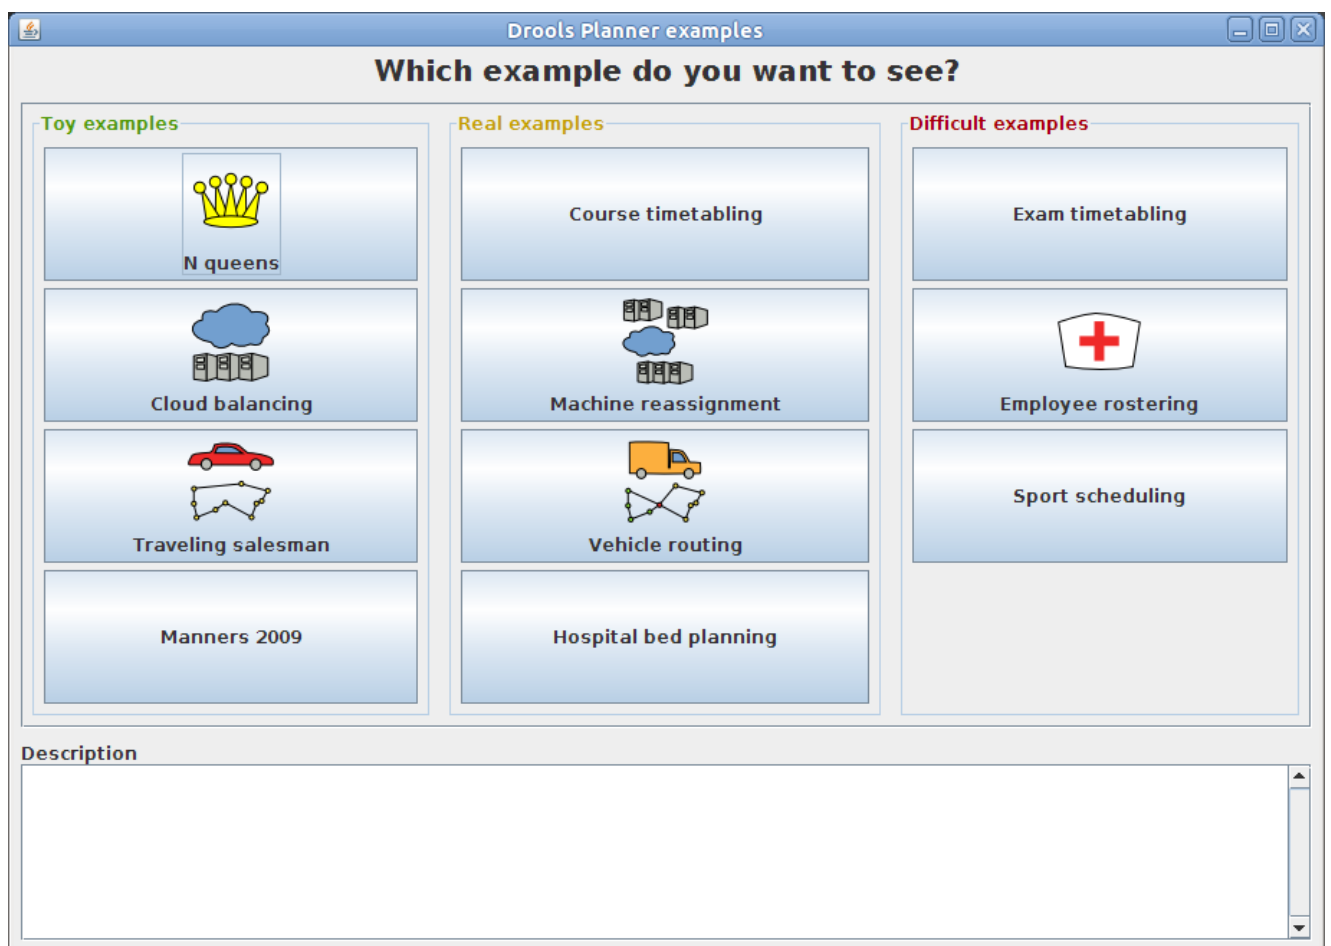 Drools Planner examples
Which example do you want to see?
Toy examples
N queens
Cloud balancing
Traveling salesman
Manners 2009
Real examples
Course timetabling
Machine reassignment
Vehicle routing
Hospital bed planning
Difficult examples
Exam timetabling
Employee rostering
Sport scheduling
Description